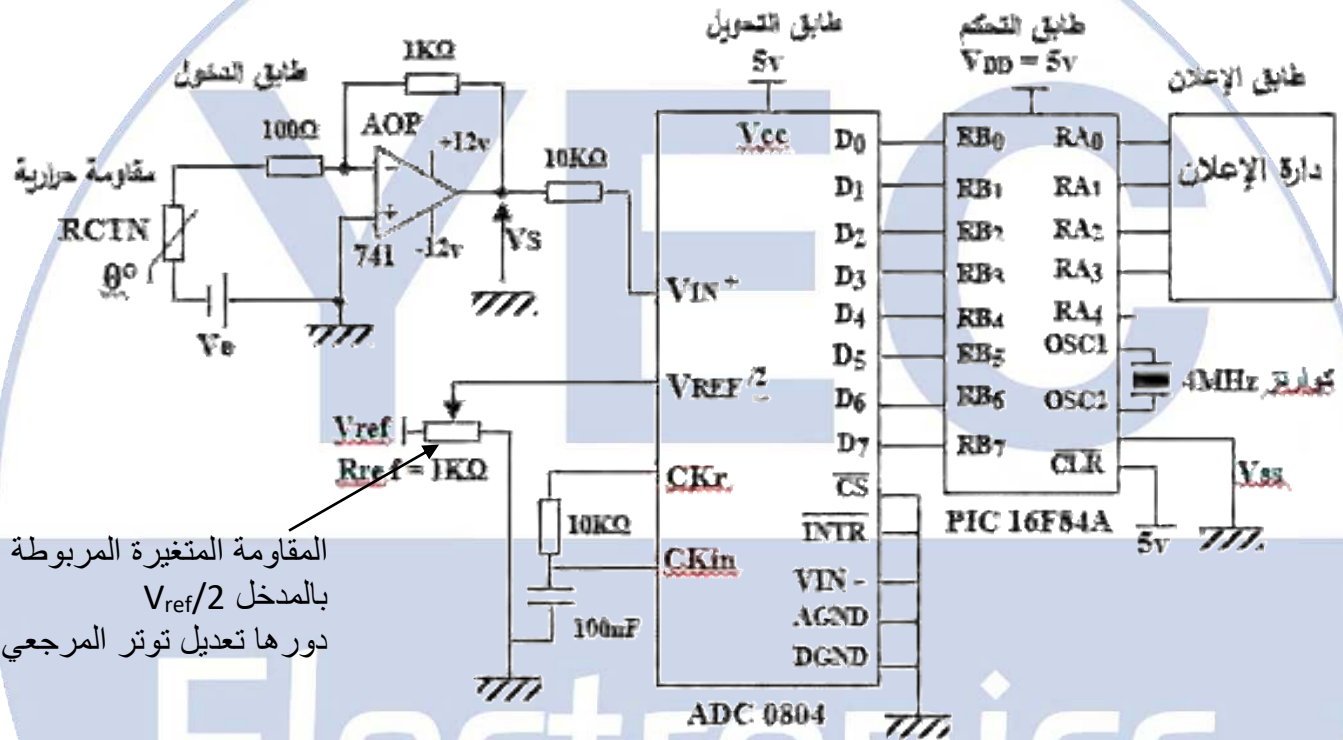 YEC
Electronics
طابق الدخول
1KΩ
100Ω
AOP
+12v
-
+
-12v
741
مقاومة حرارية
RCTN
θ°
Ve
VS
10KΩ
طابق التحويل
5v
Vcc
D0
D1
D2
D3
D4
D5
D6
D7
VIN+
VREF/2
Vref
Rref = 1KΩ
CKr
10KΩ
CKin
100nF
CS
INTR
VIN -
AGND
DGND
ADC 0804
طابق التحكم
VDD = 5v
RB0
RB1
RB2
RB3
RB4
RB5
RB6
RB7
RA0
RA1
RA2
RA3
RA4
OSC1
OSC2
CLR
PIC 16F84A
طابق الإعلان
دارة الإعلان
كوارتز 4MHz
Vss
5v
المقاومة المتغيرة المربوطة
بالمدخل Vref/2
دورها تعديل توتر المرجعي